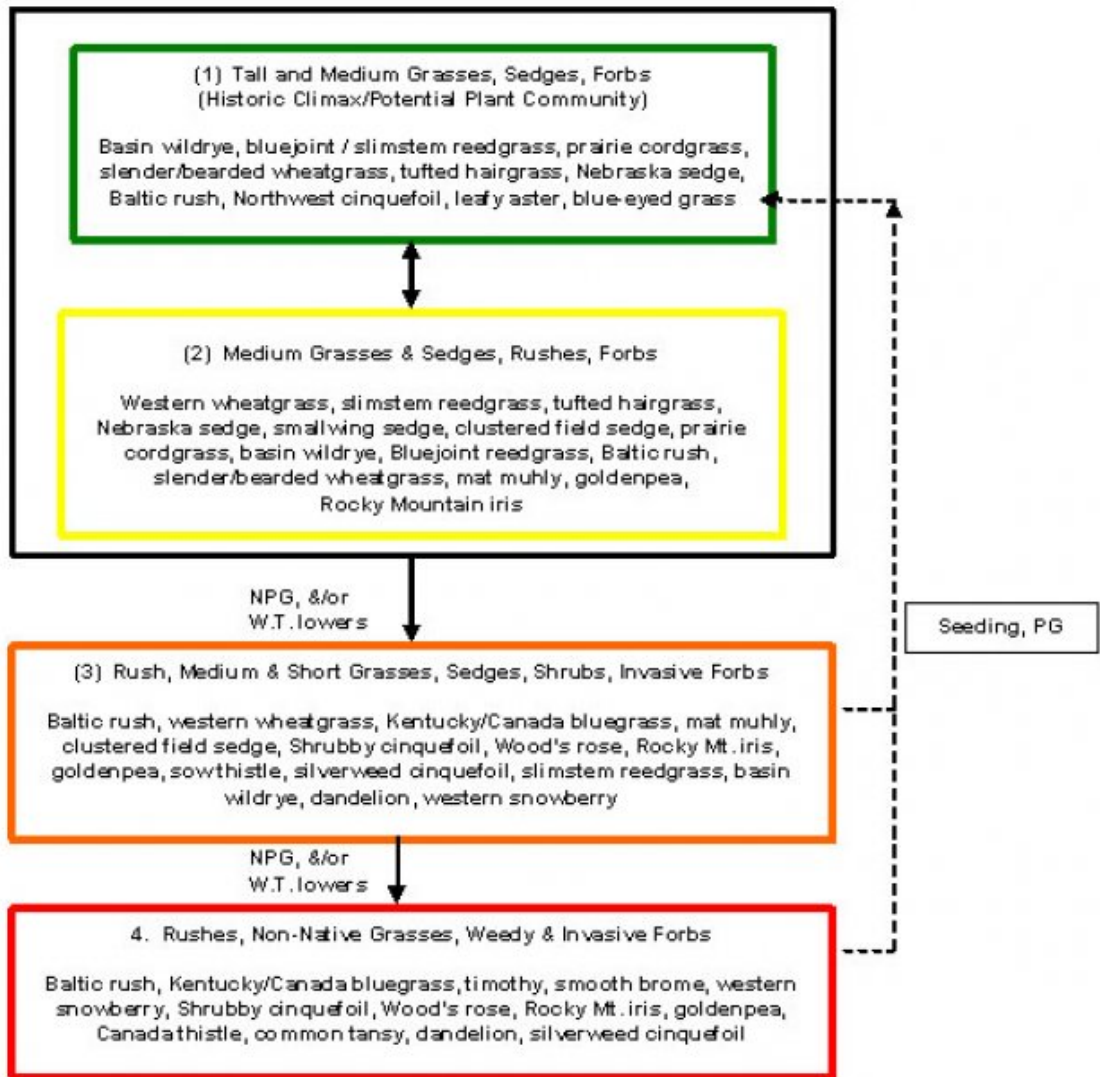 (1) Tall and Medium Grasses, Sedges, Forbs
(Historic Climax/Potential Plant Community)
Basin wildrye, bluejoint / slimstem reedgrass, prairie cordgrass,
slender/bearded wheatgrass, tufted hairgrass, Nebraska sedge,
Baltic rush, Northwest cinquefoil, leafy aster, blue-eyed grass
(2) Medium Grasses & Sedges, Rushes, Forbs
Western wheatgrass, slimstem reedgrass, tufted hairgrass,
Nebraska sedge, smallwing sedge, clustered field sedge, prairie
cordgrass, basin wildrye, Bluejoint reedgrass, Baltic rush,
slender/bearded wheatgrass, mat muhly, goldenpea,
Rocky Mountain iris
NPG, &/or
W.T. lowers
Seeding, PG
(3) Rush, Medium & Short Grasses, Sedges, Shrubs, Invasive Forbs
Baltic rush, western wheatgrass, Kentucky/Canada bluegrass, mat muhly,
clustered field sedge, Shrubby cinquefoil, Wood's rose, Rocky Mt. iris,
goldenpea, sowthistle, silverweed cinquefoil, slimstem reedgrass, basin
wildrye, dandelion, western snowberry
NPG, &/or
W.T. lowers
4. Rushes, Non-Native Grasses, Weedy & Invasive Forbs
Baltic rush, Kentucky/Canada bluegrass, timothy, smooth brome, western
snowberry, Shrubby cinquefoil, Wood's rose, Rocky Mt. iris, goldenpea,
Canada thistle, common tansy, dandelion, silverweed cinquefoil